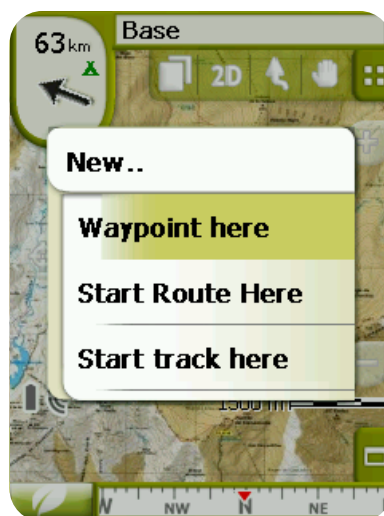 Base
63km
2D
New..
Waypoint here
Start Route Here
Start track here
1500 m
W NW N NE